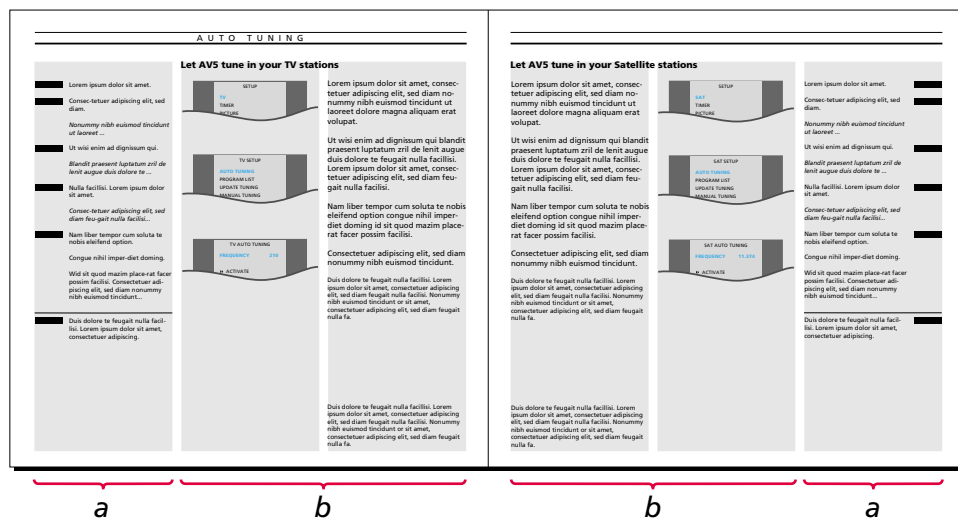 AUTO TUNING
Let AV5 tune in your TV stations
Lorem ipsum dolor sit amet.
Consec-tetuer adipiscing elit, sed
diam.
Nonummy nibh euismod tincidunt
ut laoreet ...
Ut wisi enim ad dignissum qui.
Blandit praesent luptatum zril de
lenit augue duis dolore te ...
Nulla facillisi. Lorem ipsum dolor
sit amet.
Consec-tetuer adipiscing elit, sed
diam feu-gait nulla facilisi...
Nam liber tempor cum soluta te
nobis eleifend option.
Congue nihil imper-diet doming.
Wid sit quod mazim place-rat facer
possim facilisi. Consectetuer adi-
piscing elit, sed diam nonummy
nibh euismod tincidunt...
Duis dolore te feugait nulla facil-
lisi. Lorem ipsum dolor sit amet,
consectetuer adipiscing.
SETUP
TV
TIMER
PICTURE
TV SETUP
AUTO TUNING
PROGRAM LIST
UPDATE TUNING
MANUAL TUNING
TV AUTO TUNING
FREQUENCY 210
ACTIVATE
Lorem ipsum dolor sit amet, consec-
tetuer adipiscing elit, sed diam no-
nummy nibh euismod tincidunt ut
laoreet dolore magna aliquam erat
volupat.
Ut wisi enim ad dignissum qui blandit
praesent luptatum zril de lenit augue
duis dolore te feugait nulla facillisi.
Lorem ipsum dolor sit amet, consec-
tetuer adipiscing elit, sed diam feu-
gait nulla facilisi.
Nam liber tempor cum soluta te nobis
eleifend option congue nihil imper-
diet doming id sit quod mazim place-
rat facer possim facilisi.
Consectetuer adipiscing elit, sed diam
nonummy nibh euismod tincidunt.
Duis dolore te feugait nulla facillisi. Lorem
ipsum dolor sit amet, consectetuer adipiscing
elit, sed diam feugait nulla facilisi. Nonummy
nibh euismod tincidunt or sit amet,
consectetuer adipiscing elit, sed diam feugait
nulla fa.
Duis dolore te feugait nulla facillisi. Lorem
ipsum dolor sit amet, consectetuer adipiscing
elit, sed diam feugait nulla facilisi. Nonummy
nibh euismod tincidunt or sit amet,
consectetuer adipiscing elit, sed diam feugait
nulla fa.
Let AV5 tune in your Satellite stations
Lorem ipsum dolor sit amet, consec-
tetuer adipiscing elit, sed diam no-
nummy nibh euismod tincidunt ut
laoreet dolore magna aliquam erat
volupat.
Ut wisi enim ad dignissum qui blandit
praesent luptatum zril de lenit augue
duis dolore te feugait nulla facillisi.
Lorem ipsum dolor sit amet, consec-
tetuer adipiscing elit, sed diam feu-
gait nulla facilisi.
Nam liber tempor cum soluta te nobis
eleifend option congue nihil imper-
diet doming id sit quod mazim place-
rat facer possim facilisi.
Consectetuer adipiscing elit, sed diam
nonummy nibh euismod tincidunt.
Duis dolore te feugait nulla facillisi. Lorem
ipsum dolor sit amet, consectetuer adipiscing
elit, sed diam feugait nulla facilisi. Nonummy
nibh euismod tincidunt or sit amet,
consectetuer adipiscing elit, sed diam feugait
nulla fa.
Duis dolore te feugait nulla facillisi. Lorem
ipsum dolor sit amet, consectetuer adipiscing
elit, sed diam feugait nulla facilisi. Nonummy
nibh euismod tincidunt or sit amet,
consectetuer adipiscing elit, sed diam feugait
nulla fa.
SETUP
SAT
TIMER
PICTURE
SAT SETUP
AUTO TUNING
PROGRAM LIST
UPDATE TUNING
MANUAL TUNING
SAT AUTO TUNING
FREQUENCY 11.374
ACTIVATE
Lorem ipsum dolor sit amet.
Consec-tetuer adipiscing elit, sed
diam.
Nonummy nibh euismod tincidunt
ut laoreet ...
Ut wisi enim ad dignissum qui.
Blandit praesent luptatum zril de
lenit augue duis dolore te ...
Nulla facillisi. Lorem ipsum dolor
sit amet.
Consec-tetuer adipiscing elit, sed
diam feu-gait nulla facilisi...
Nam liber tempor cum soluta te
nobis eleifend option.
Congue nihil imper-diet doming.
Wid sit quod mazim place-rat facer
possim facilisi. Consectetuer adi-
piscing elit, sed diam nonummy
nibh euismod tincidunt...
Duis dolore te feugait nulla facil-
lisi. Lorem ipsum dolor sit amet,
consectetuer adipiscing.
a
b
b
a